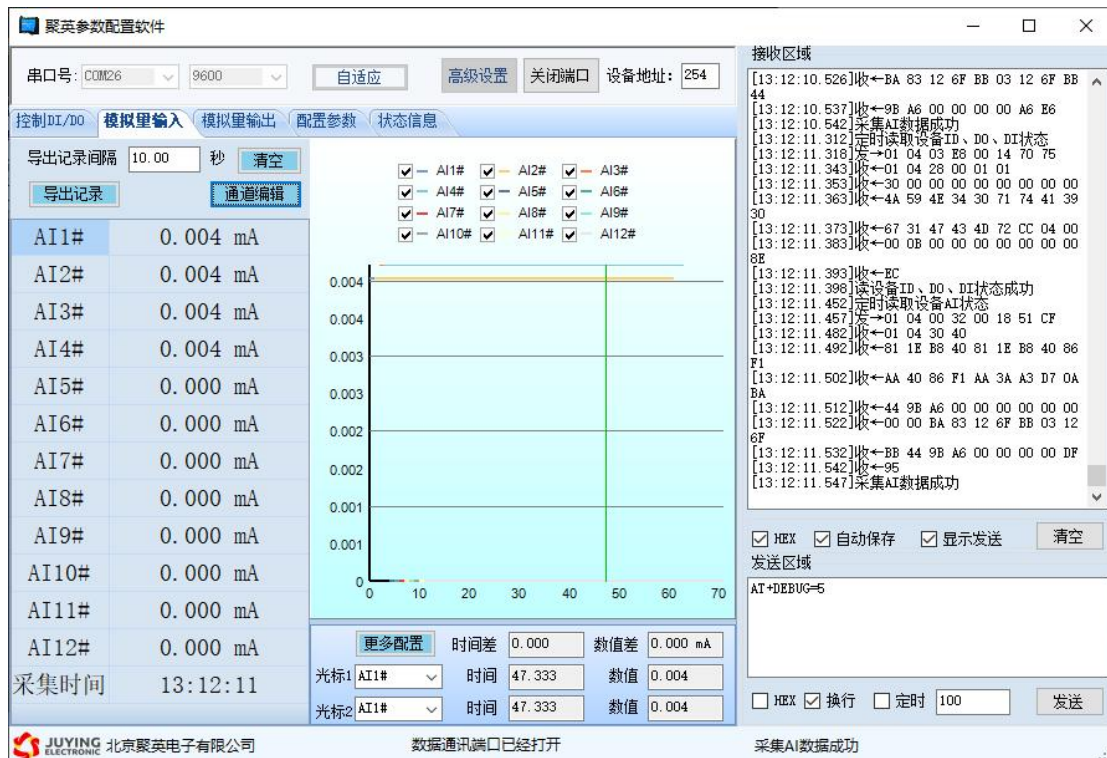 聚英参数配置软件
串口号: COM26 9600 自适应 高级设置 关闭端口 设备地址: 254
控制DI/DO 模拟量输入 模拟量输出 配置参数 状态信息
导出记录间隔 10.00 秒 清空
导出记录 通道编辑
AI1# 0.004 mA
AI2# 0.004 mA
AI3# 0.004 mA
AI4# 0.004 mA
AI5# 0.000 mA
AI6# 0.000 mA
AI7# 0.000 mA
AI8# 0.000 mA
AI9# 0.000 mA
AI10# 0.000 mA
AI11# 0.000 mA
AI12# 0.000 mA
采集时间 13:12:11
AI1# AI2# AI3#
AI4# AI5# AI6#
AI7# AI8# AI9#
AI10# AI11# AI12#
0.004
0.004
0.003
0.003
0.002
0.002
0.001
0.001
0
0 10 20 30 40 50 60 70
更多配置 时间差 0.000 数值差 0.000 mA
光标1 AI1# 时间 47.333 数值 0.004
光标2 AI1# 时间 47.333 数值 0.004
接收区域
[13:12:10.526]收←BA 83 12 6F BB 03 12 6F BB
44
[13:12:10.537]收←9B A6 00 00 00 00 A6 E6
[13:12:10.542]采集AI数据成功
[13:12:11.312]定时读取设备ID、DO、DI状态
[13:12:11.318]发→01 04 03 E8 00 14 70 75
[13:12:11.343]收←01 04 28 00 01 01
[13:12:11.353]收←30 00 00 00 00 00 00 00 00
[13:12:11.363]收←4A 59 4E 34 30 71 74 41 39
30
[13:12:11.373]收←67 31 47 43 4D 72 CC 04 00
[13:12:11.383]收←00 0B 00 00 00 00 00 00 00
8E
[13:12:11.393]收←EC
[13:12:11.398]读设备ID、DO、DI状态成功
[13:12:11.452]定时读取设备AI状态
[13:12:11.457]发→01 04 00 32 00 18 51 CF
[13:12:11.482]收←01 04 30 40
[13:12:11.492]收←81 1E B8 40 81 1E B8 40 86
F1
[13:12:11.502]收←AA 40 86 F1 AA 3A A3 D7 0A
BA
[13:12:11.512]收←44 9B A6 00 00 00 00 00 00
[13:12:11.522]收←00 00 BA 83 12 6F BB 03 12
6F
[13:12:11.532]收←BB 44 9B A6 00 00 00 00 DF
[13:12:11.542]收←95
[13:12:11.547]采集AI数据成功
HEX 自动保存 显示发送 清空
发送区域
AT+DEBUG=5
HEX 换行 定时 100 发送
JUYING ELECTRONIC 北京聚英电子有限公司 数据通讯端口已经打开 采集AI数据成功